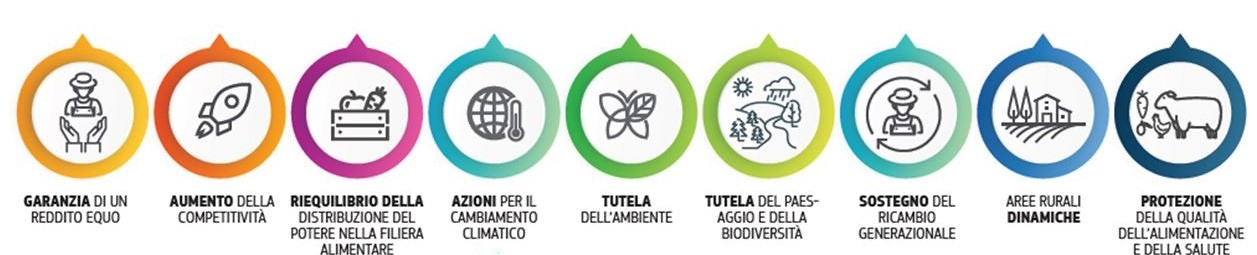 GARANZIA DI UN
REDDITO EQUO
AUMENTO DELLA
COMPETITIVITÀ
RIEQUILIBRIO DELLA
DISTRIBUZIONE DEL
POTERE NELLA FILIERA
ALIMENTARE
AZIONI PER IL
CAMBIAMENTO
CLIMATICO
TUTELA
DELL'AMBIENTE
TUTELA DEL PAES-
AGGIO E DELLA
BIODIVERSITÀ
SOSTEGNO DEL
RICAMBIO
GENERAZIONALE
AREE RURALI
DINAMICHE
PROTEZIONE
DELLA QUALITÀ
DELL'ALIMENTAZIONE
E DELLA SALUTE